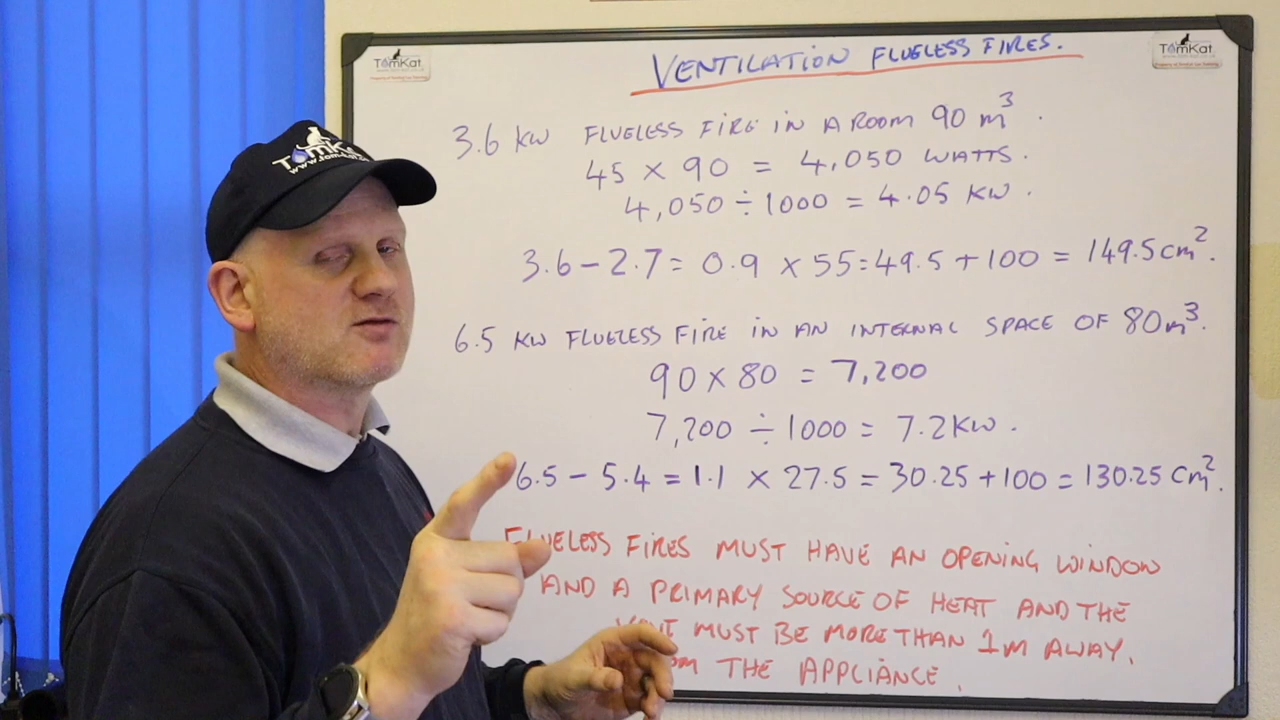 TomKat
TomKat
VENTILATION FLUELESS FIRES.
3.6 KW FLUELESS FIRE IN A ROOM 90 m³.
45 × 90 = 4,050 WATTS.
4,050 ÷ 1000 = 4.05 KW.
3.6 - 2.7 = 0.9 × 55 = 49.5 + 100 = 149.5 cm².
6.5 KW FLUELESS FIRE IN AN INTERNAL SPACE OF 80m³.
90 × 80 = 7,200
7,200 ÷ 1000 = 7.2 KW.
6.5 - 5.4 = 1.1 × 27.5 = 30.25 + 100 = 130.25 cm².
FLUELESS FIRES MUST HAVE AN OPENING WINDOW
AND A PRIMARY SOURCE OF HEAT AND THE
MUST BE MORE THAN 1M AWAY.
THE APPLIANCE.
TomKat